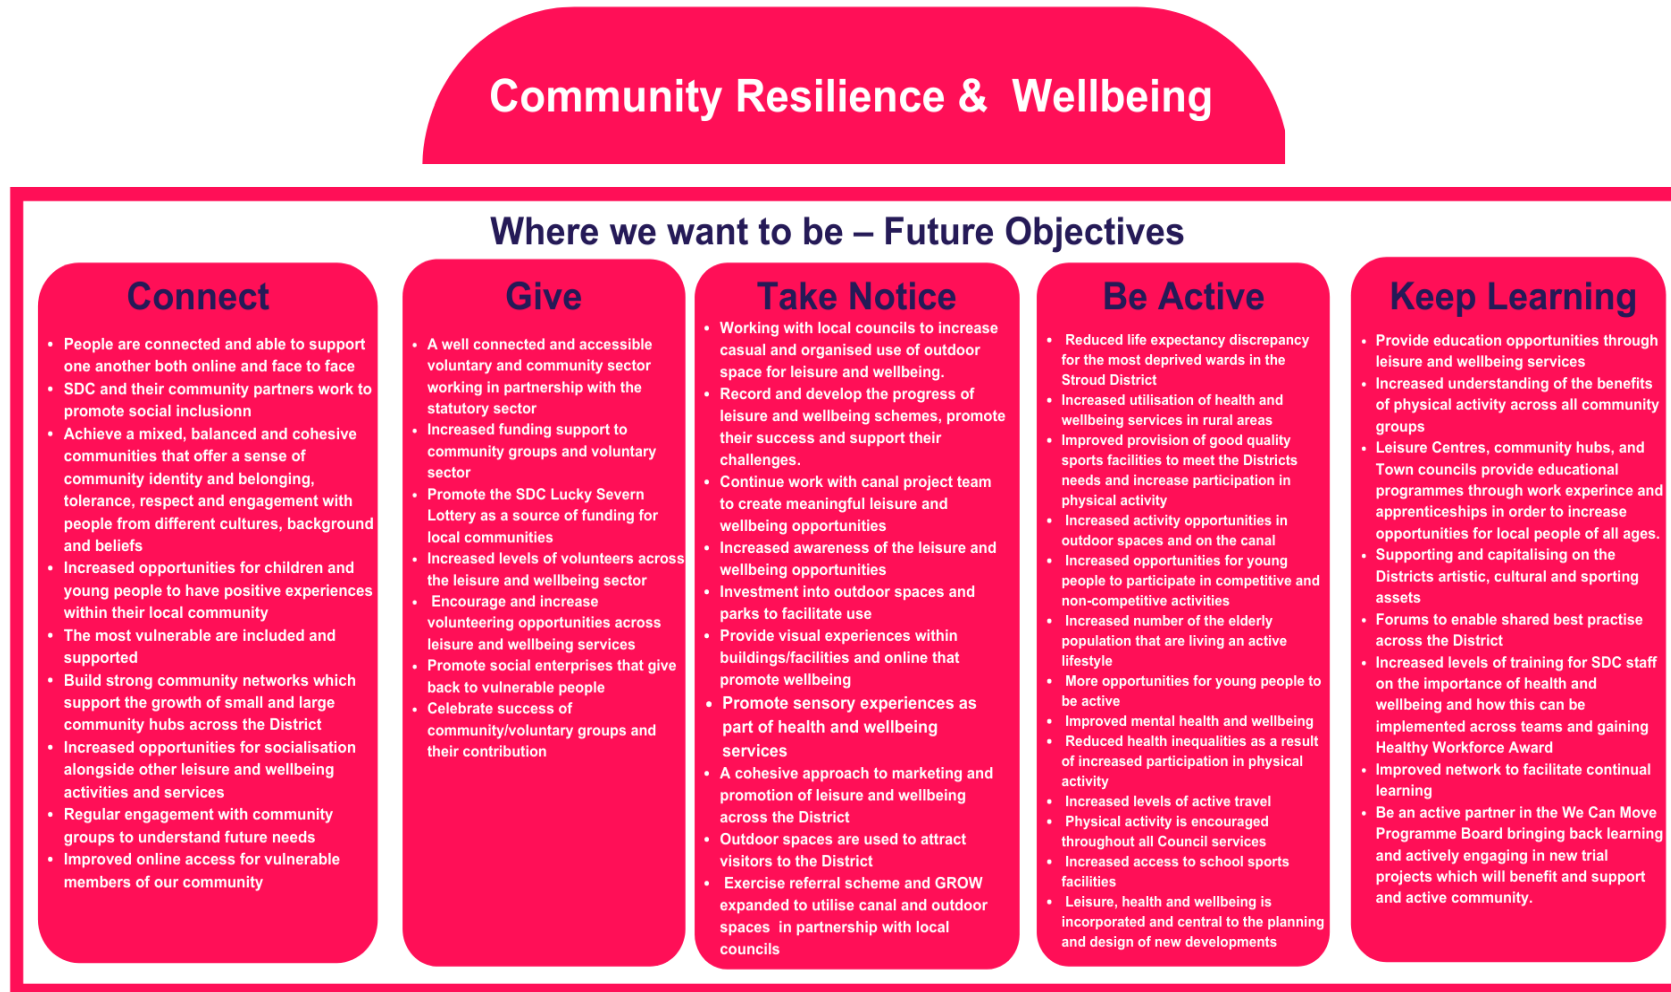 Community Resilience &  Wellbeing
Where we want to be – Future Objectives
Connect
• People are connected and able to support
one another both online and face to face
• SDC and their community partners work to
promote social inclusionn
• Achieve a mixed, balanced and cohesive
communities that offer a sense of
community identity and belonging,
tolerance, respect and engagement with
people from different cultures, background
and beliefs
• Increased opportunities for children and
young people to have positive experiences
within their local community
• The most vulnerable are included and
supported
• Build strong community networks which
support the growth of small and large
community hubs across the District
• Increased opportunities for socialisation
alongside other leisure and wellbeing
activities and services
• Regular engagement with community
groups to understand future needs
• Improved online access for vulnerable
members of our community
Give
• A well connected and accessible
voluntary and community sector
working in partnership with the
statutory sector
• Increased funding support to
community groups and voluntary
sector
• Promote the SDC Lucky Severn
Lottery as a source of funding for
local communities
• Increased levels of volunteers across
the leisure and wellbeing sector
• Encourage and increase
volunteering opportunities across
leisure and wellbeing services
• Promote social enterprises that give
back to vulnerable people
• Celebrate success of
community/voluntary groups and
their contribution
Take Notice
• Working with local councils to increase
casual and organised use of outdoor
space for leisure and wellbeing.
• Record and develop the progress of
leisure and wellbeing schemes, promote
their success and support their
challenges.
• Continue work with canal project team
to create meaningful leisure and
wellbeing opportunities
• Increased awareness of the leisure and
wellbeing opportunities
• Investment into outdoor spaces and
parks to facilitate use
• Provide visual experiences within
buildings/facilities and online that
promote wellbeing
• Promote sensory experiences as
part of health and wellbeing
services
• A cohesive approach to marketing and
promotion of leisure and wellbeing
across the District
• Outdoor spaces are used to attract
visitors to the District
• Exercise referral scheme and GROW
expanded to utilise canal and outdoor
spaces  in partnership with local
councils
Be Active
• Reduced life expectancy discrepancy
for the most deprived wards in the
Stroud District
• Increased utilisation of health and
wellbeing services in rural areas
• Improved provision of good quality
sports facilities to meet the Districts
needs and increase participation in
physical activity
• Increased activity opportunities in
outdoor spaces and on the canal
• Increased opportunities for young
people to participate in competitive and
non-competitive activities
• Increased number of the elderly
population that are living an active
lifestyle
• More opportunities for young people to
be active
• Improved mental health and wellbeing
• Reduced health inequalities as a result
of increased participation in physical
activity
• Increased levels of active travel
• Physical activity is encouraged
throughout all Council services
• Increased access to school sports
facilities
• Leisure, health and wellbeing is
incorporated and central to the planning
and design of new developments
Keep Learning
• Provide education opportunities through
leisure and wellbeing services
• Increased understanding of the benefits
of physical activity across all community
groups
• Leisure Centres, community hubs, and
Town councils provide educational
programmes through work experince and
apprenticeships in order to increase
opportunities for local people of all ages.
• Supporting and capitalising on the
Districts artistic, cultural and sporting
assets
• Forums to enable shared best practise
across the District
• Increased levels of training for SDC staff
on the importance of health and
wellbeing and how this can be
implemented across teams and gaining
Healthy Workforce Award
• Improved network to facilitate continual
learning
• Be an active partner in the We Can Move
Programme Board bringing back learning
and actively engaging in new trial
projects which will benefit and support
and active community.